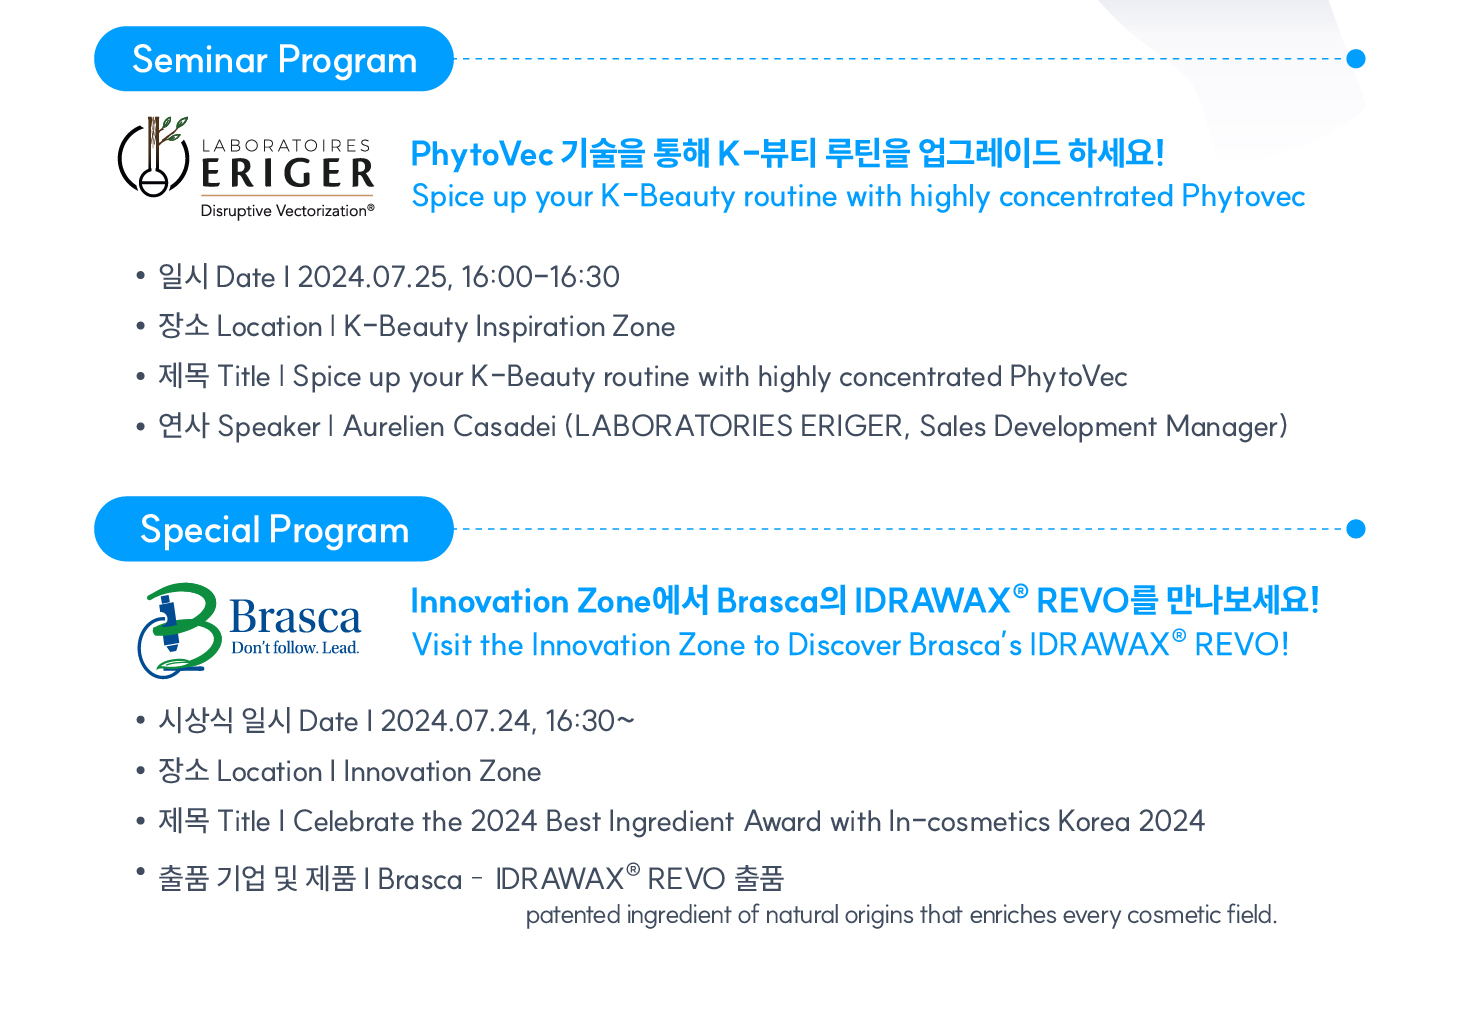 Seminar Program
LABORATOIRES
ERIGER
Disruptive Vectorization®
PhytoVec 기술을 통해 K-뷰티 루틴을 업그레이드 하세요!
Spice up your K-Beauty routine with highly concentrated Phytovec
• 일시 Date | 2024.07.25, 16:00-16:30
• 장소 Location | K-Beauty Inspiration Zone
• 제목 Title | Spice up your K-Beauty routine with highly concentrated PhytoVec
• 연사 Speaker | Aurelien Casadei (LABORATORIES ERIGER, Sales Development Manager)
Special Program
Brasca
Don't follow. Lead.
Innovation Zone에서 Brasca의 IDRAWAX® REVO를 만나보세요!
Visit the Innovation Zone to Discover Brasca's IDRAWAX® REVO!
• 시상식 일시 Date | 2024.07.24, 16:30~
• 장소 Location | Innovation Zone
• 제목 Title | Celebrate the 2024 Best Ingredient Award with In-cosmetics Korea 2024
• 출품 기업 및 제품 | Brasca - IDRAWAX® REVO 출품
patented ingredient of natural origins that enriches every cosmetic field.